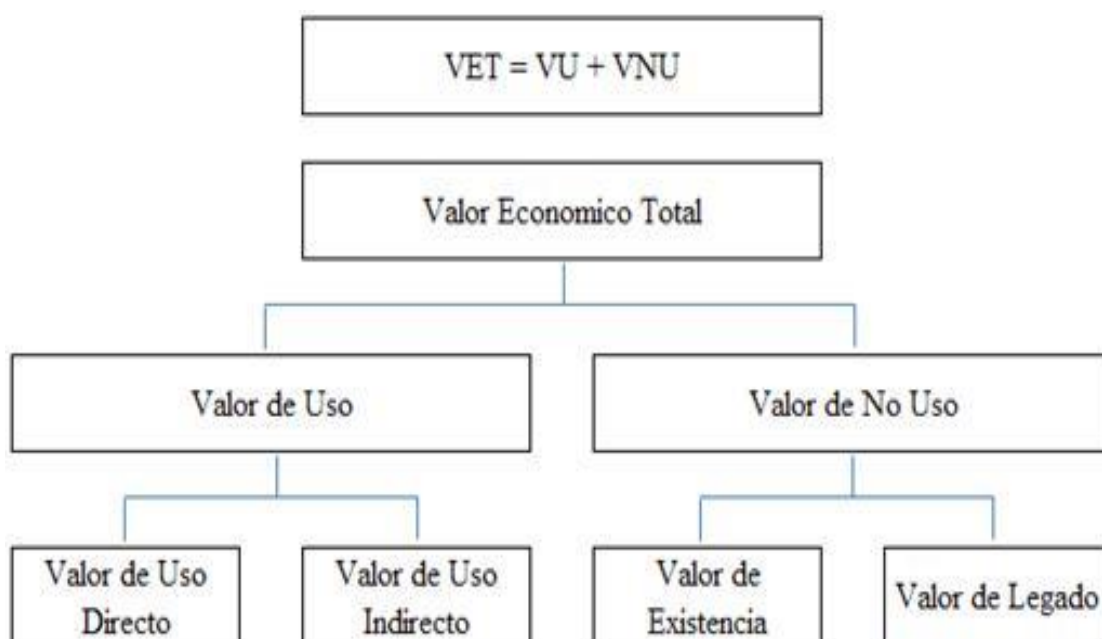 VET = VU + VNU
Valor Economico Total
Valor de Uso
Valor de No Uso
Valor de Uso
Directo
Valor de Uso
Indirecto
Valor de
Existencia
Valor de Legado